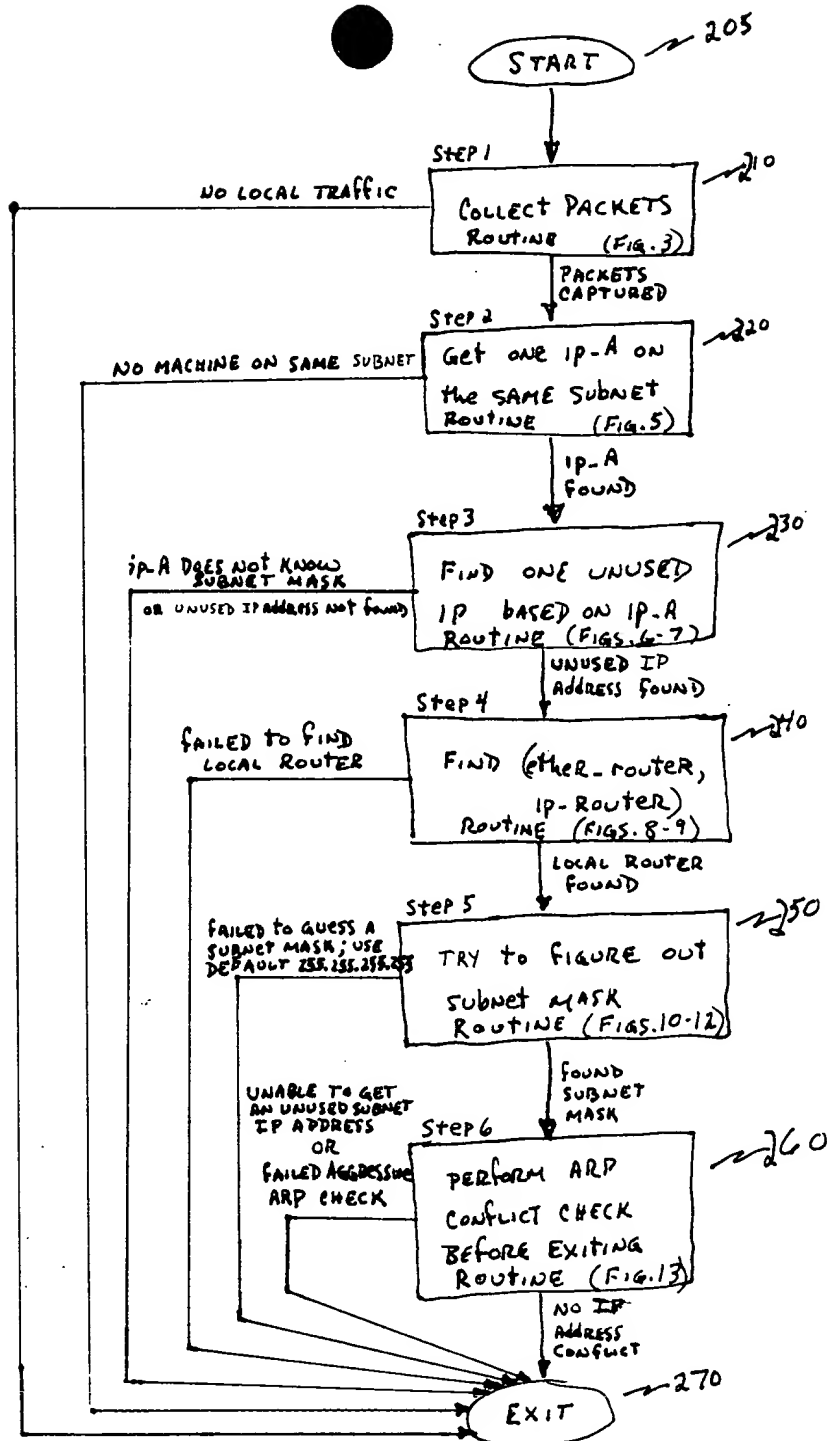 205
START
Step 1
210
NO LOCAL TRAFFIC
COLLECT PACKETS
ROUTINE (FIG. 3)
PACKETS
CAPTURED
Step 2
220
NO MACHINE ON SAME SUBNET
Get one ip-A on
the SAME SUBNET
ROUTINE (FIG. 5)
ip-A
FOUND
Step 3
230
ip-A DOES NOT KNOW
SUBNET MASK
OR UNUSED IP address NOT found
FIND ONE UNUSED
IP BASED ON IP-A
ROUTINE (FIGS. 6-7)
UNUSED IP
Address FOUND
Step 4
240
FAILED TO FIND
LOCAL ROUTER
FIND (ether-router,
ip-Router)
ROUTINE (FIGS. 8-9)
LOCAL ROUTER
FOUND
Step 5
250
FAILED TO GUESS A
SUBNET MASK; USE
DEFAULT 255.255.255.255
TRY to FIGURE OUT
SUBNET MASK
ROUTINE (FIGS. 10-12)
FOUND
SUBNET
MASK
UNABLE TO GET
AN UNUSED SUBNET
IP ADDRESS
OR
FAILED AGGRESSIVE
ARP CHECK
Step 6
260
PERFORM ARP
CONFLICT CHECK
BEFORE EXITING
ROUTINE (FIG. 13)
NO IP
Address
CONFLICT
270
EXIT